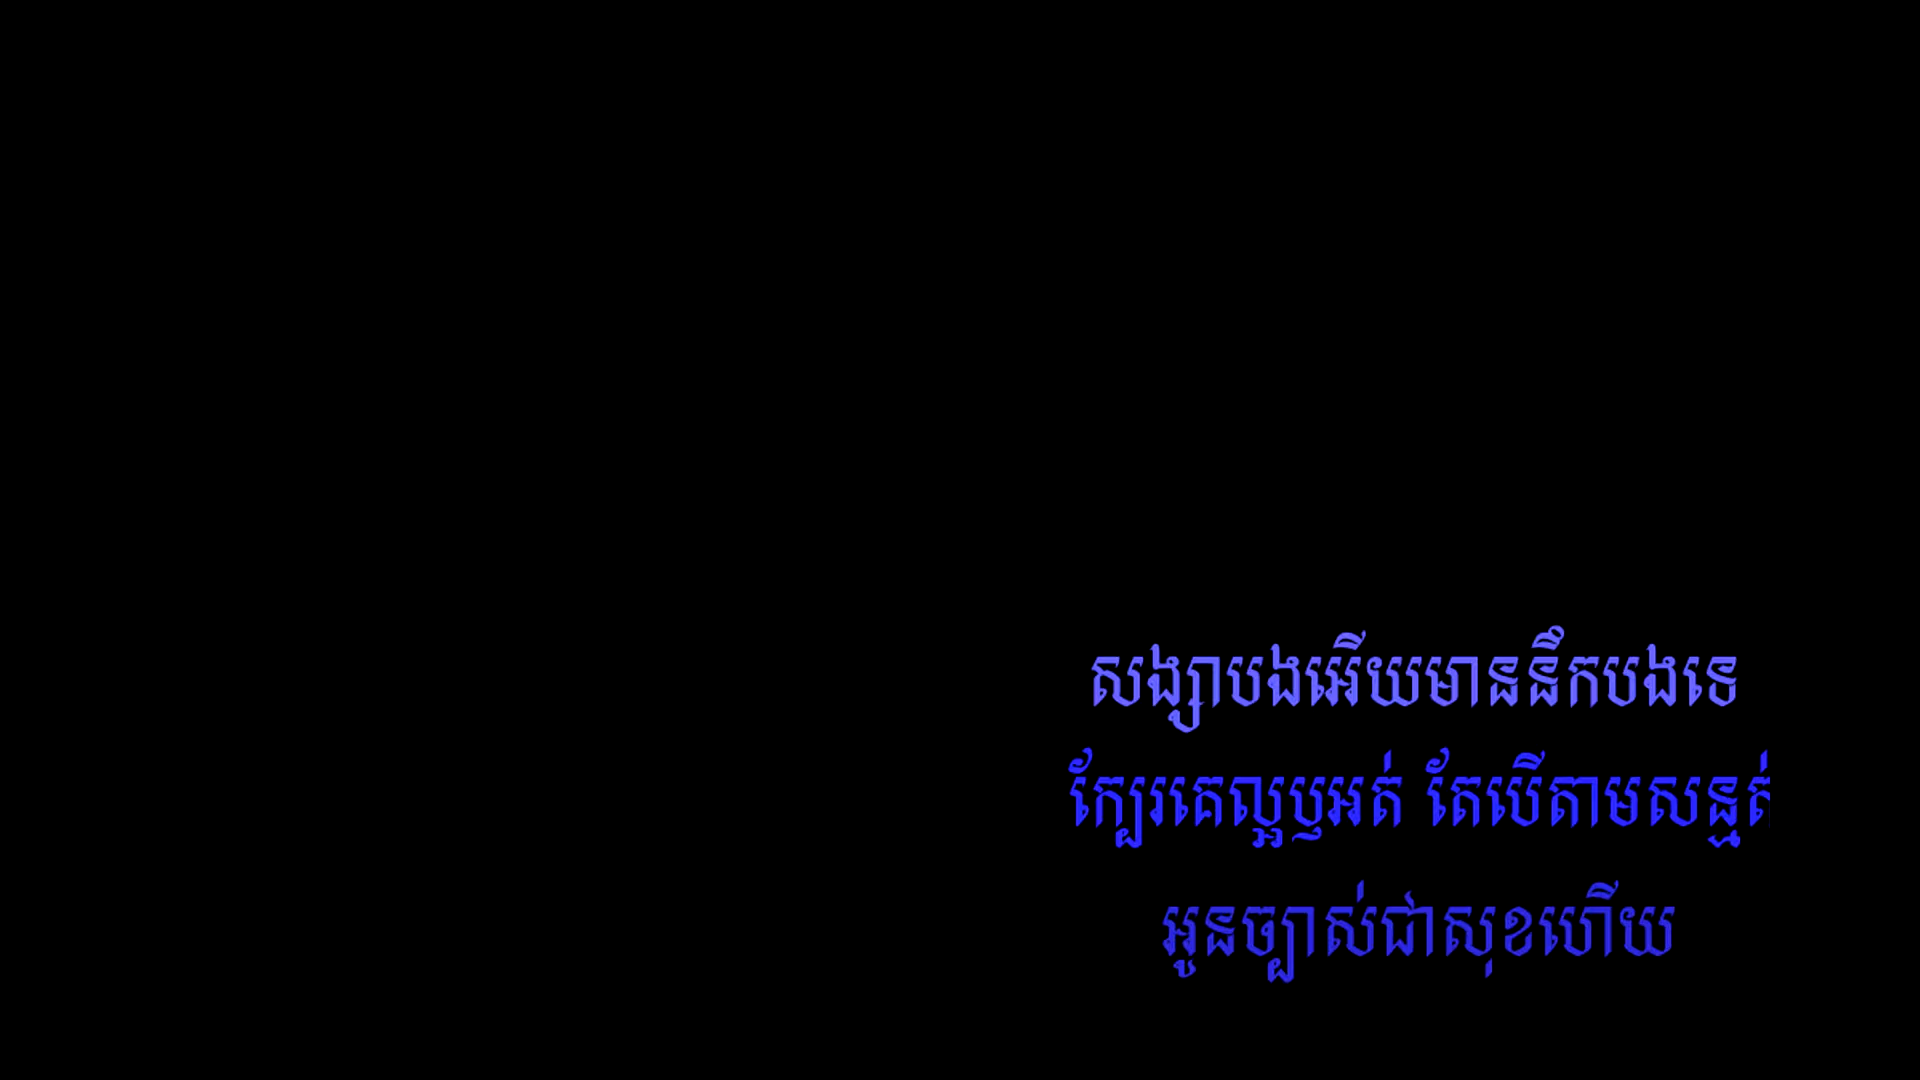 សង្សាបងអើយមាននឹកបងទេ
ក្បែរគេល្អឫអត់ តែបើតាមសន្មត់
អូនច្បាស់ជាសុខហើយ